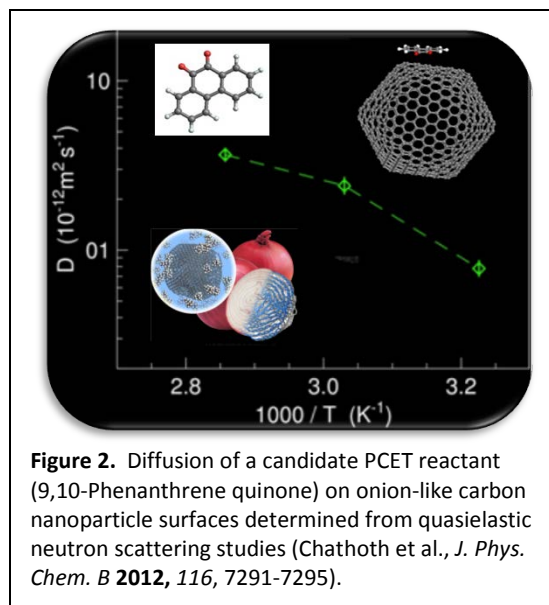 10
01
D (10⁻¹²m² s⁻¹)
2.8 3.0 3.2
1000 / T (K⁻¹)
Figure 2. Diffusion of a candidate PCET reactant
(9,10-Phenanthrene quinone) on onion-like carbon
nanoparticle surfaces determined from quasielastic
neutron scattering studies (Chathoth et al., J. Phys.
Chem. B 2012, 116, 7291-7295).